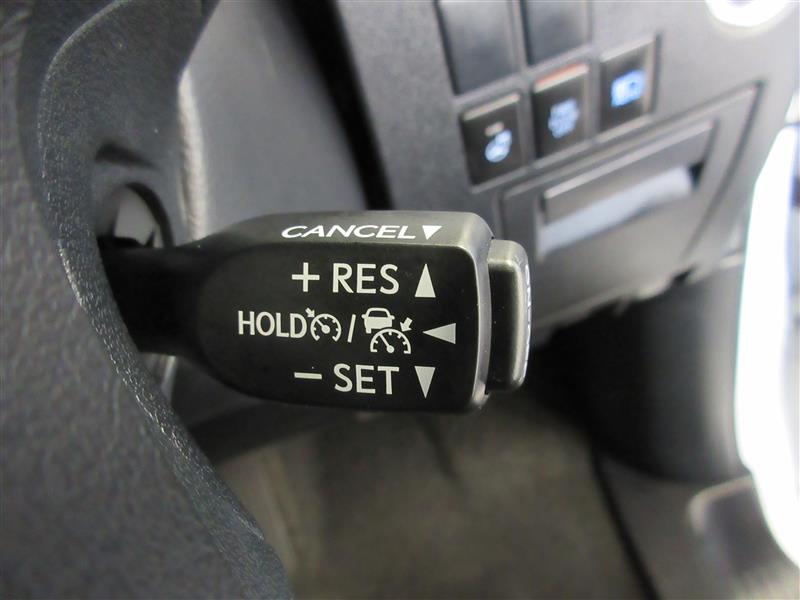 CANCEL▼
+ RES ▲
HOLD / ◀
− SET ▼